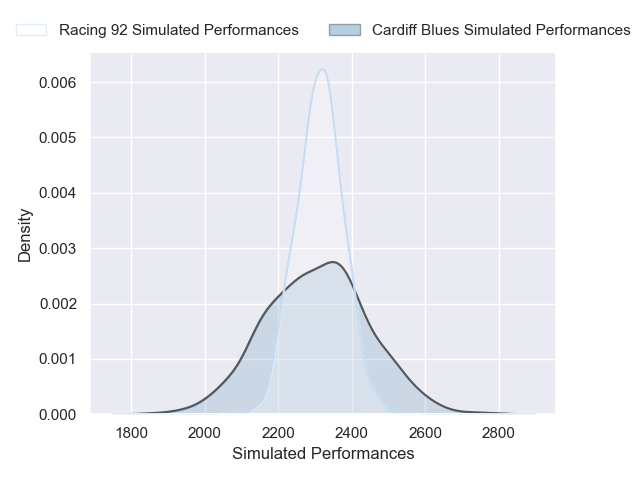 Racing 92 Simulated Performances Cardiff Blues Simulated Performances
0.006
0.005
0.004
0.003
0.002
0.001
0.000
Density
1800 2000 2200 2400 2600 2800
Simulated Performances